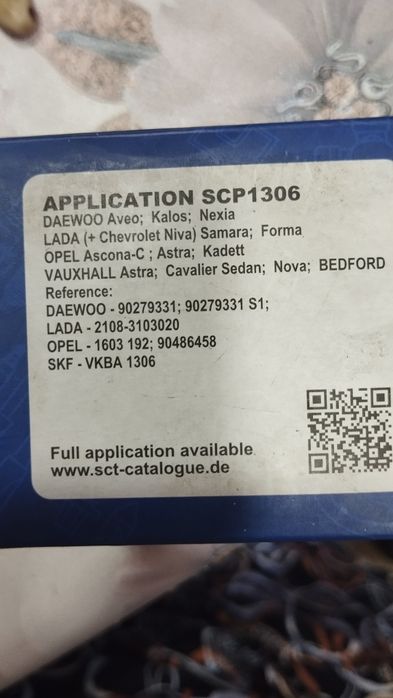 APPLICATION SCP1306
DAEWOO Aveo; Kalos; Nexia
LADA (+ Chevrolet Niva) Samara; Forma
OPEL Ascona-C ; Astra; Kadett
VAUXHALL Astra; Cavalier Sedan; Nova; BEDFORD
Reference:
DAEWOO - 90279331; 90279331 S1;
LADA - 2108-3103020
OPEL - 1603 192; 90486458
SKF - VKBA 1306
Full application available
www.sct-catalogue.de